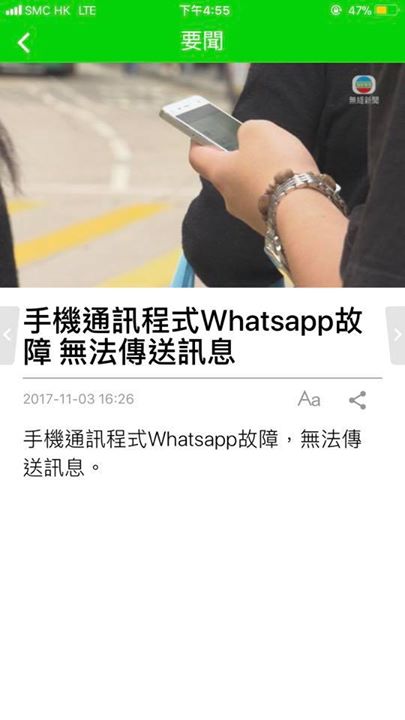 SMC HK LTE 下午4:55 47%
要聞
無綫新聞
手機通訊程式Whatsapp故
障 無法傳送訊息
2017-11-03 16:26 Aa
手機通訊程式Whatsapp故障，無法傳
送訊息。